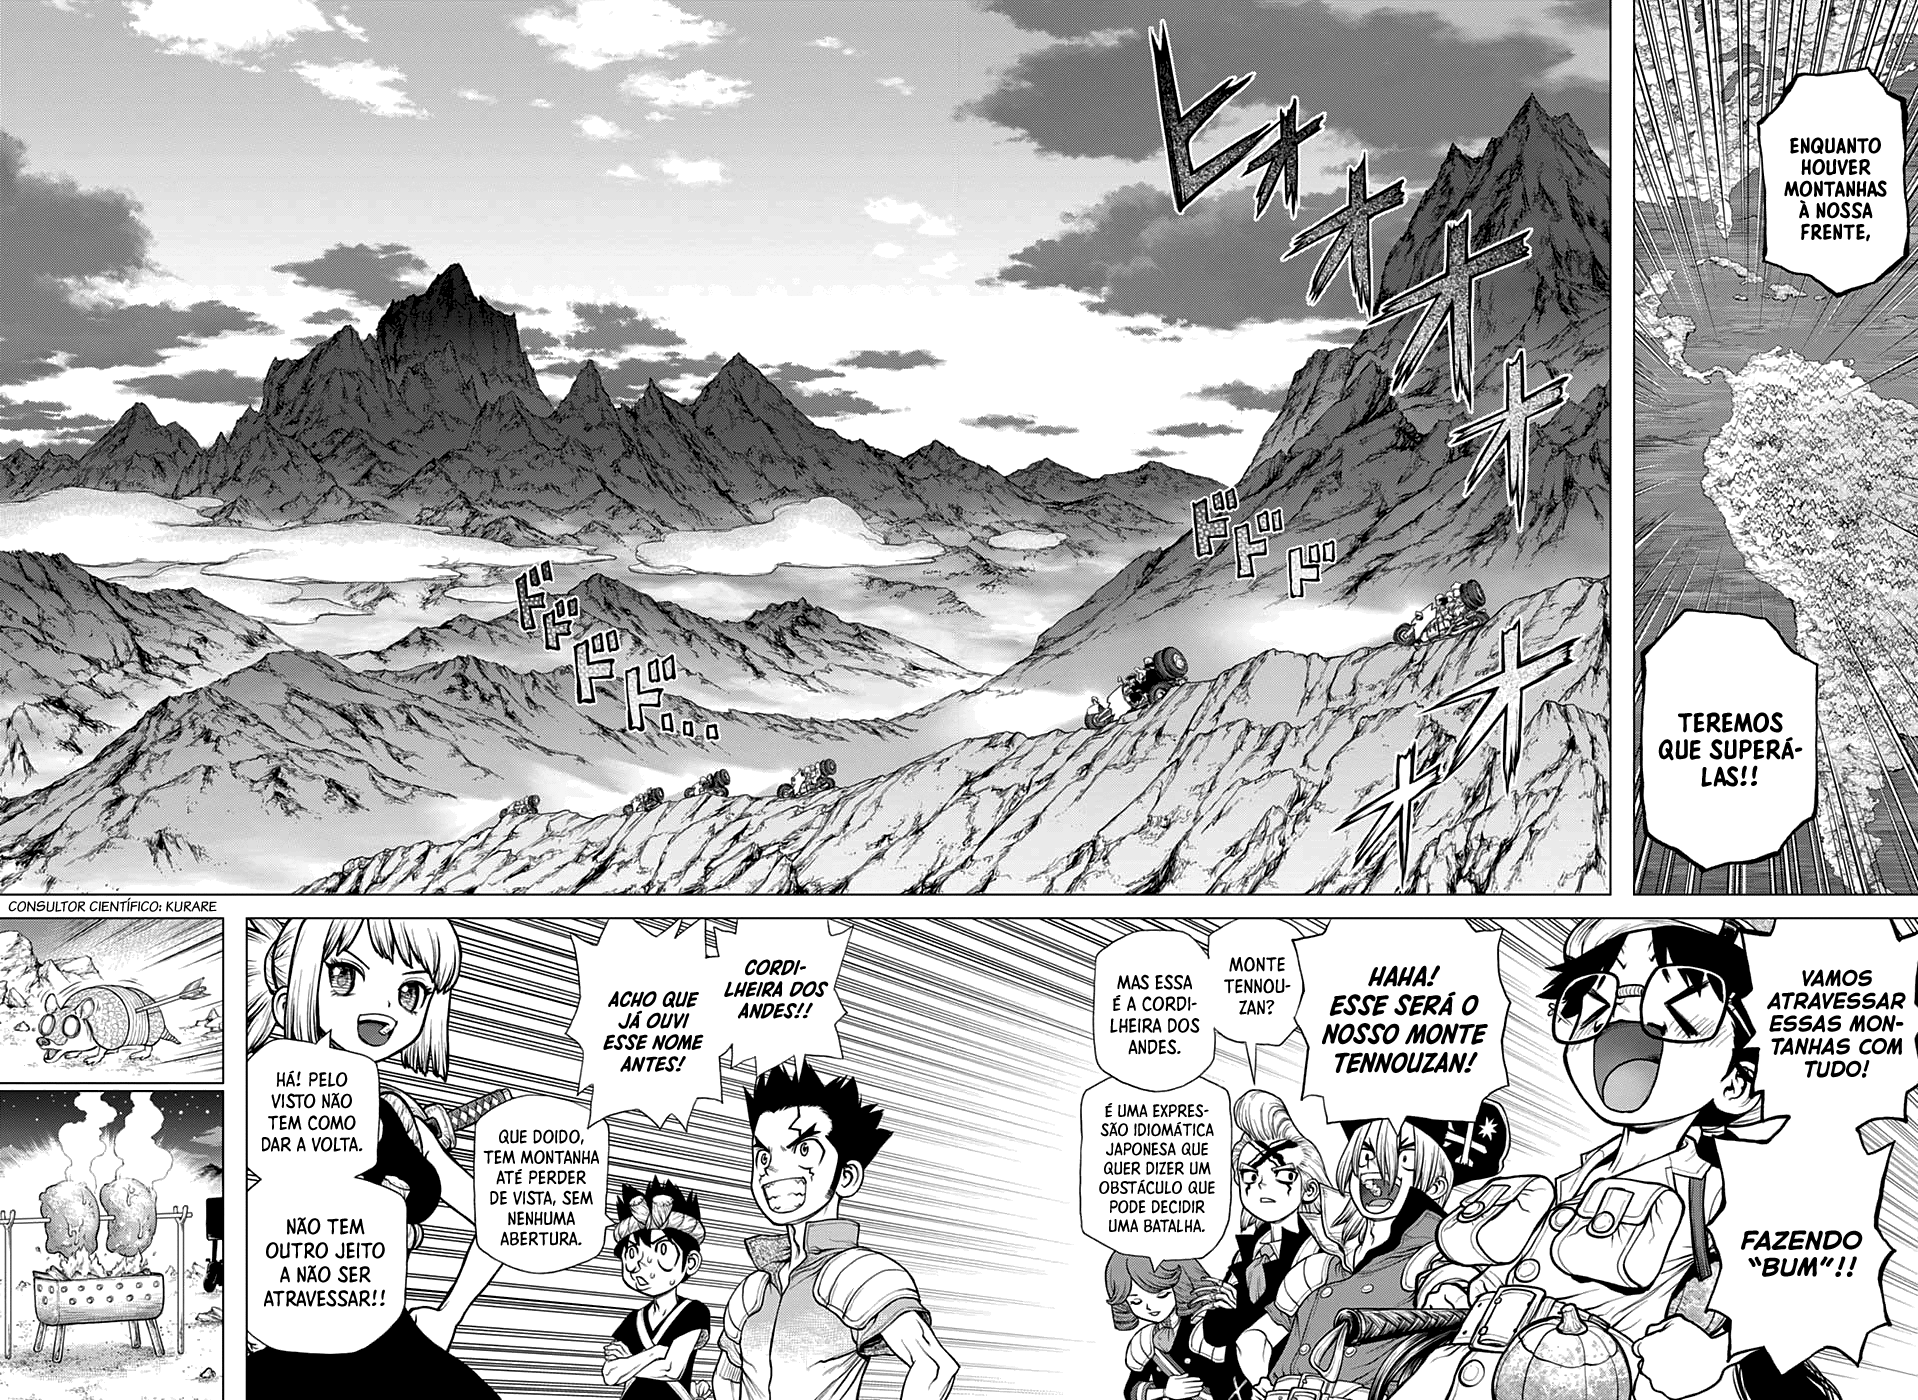 ENQUANTO
HOUVER
MONTANHAS
À NOSSA
FRENTE,
TEREMOS
QUE SUPERÁ-
LAS!!
ヒオオオオオオ
ドドド
ドドドド...
CONSULTOR CIENTÍFICO: KURARE
VAMOS
ATRAVESSAR
ESSAS MON-
TANHAS COM
TUDO!
FAZENDO
"BUM"!!
HAHA!
ESSE SERÁ O
NOSSO MONTE
TENNOUZAN!
MONTE
TENNOU-
ZAN?
MAS ESSA
É A CORDI-
LHEIRA DOS
ANDES.
É UMA EXPRES-
SÃO IDIOMÁTICA
JAPONESA QUE
QUER DIZER UM
OBSTÁCULO QUE
PODE DECIDIR
UMA BATALHA.
CORDI-
LHEIRA DOS
ANDES!!
ACHO QUE
JÁ OUVI
ESSE NOME
ANTES!
QUE DOIDO,
TEM MONTANHA
ATÉ PERDER
DE VISTA, SEM
NENHUMA
ABERTURA.
HÁ! PELO
VISTO NÃO
TEM COMO
DAR A VOLTA.
NÃO TEM
OUTRO JEITO
A NÃO SER
ATRAVESSAR!!